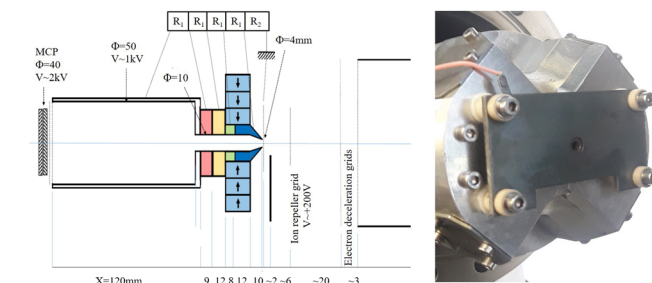 R₁ R₁ R₁ R₁ R₂
Φ=4mm
MCP
Φ=40
V~2kV
Φ=50
V~1kV
Φ=10
Ion repeller grid
V~+200V
Electron deceleration grids
X=120mm 9 12 8 12 10 ~2 ~6 ~20 ~3